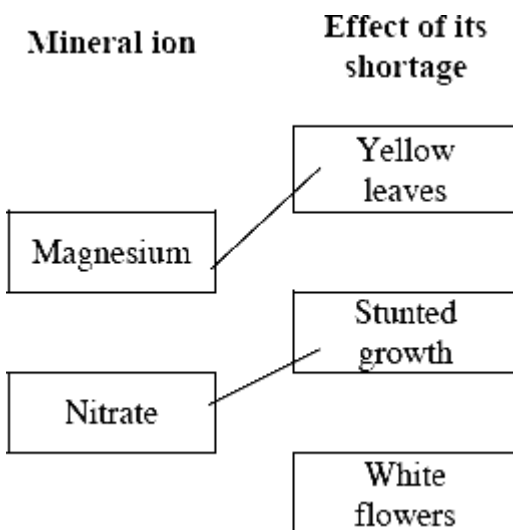 Mineral ion
Effect of its
shortage
Yellow
leaves
Magnesium
Stunted
growth
Nitrate
White
flowers